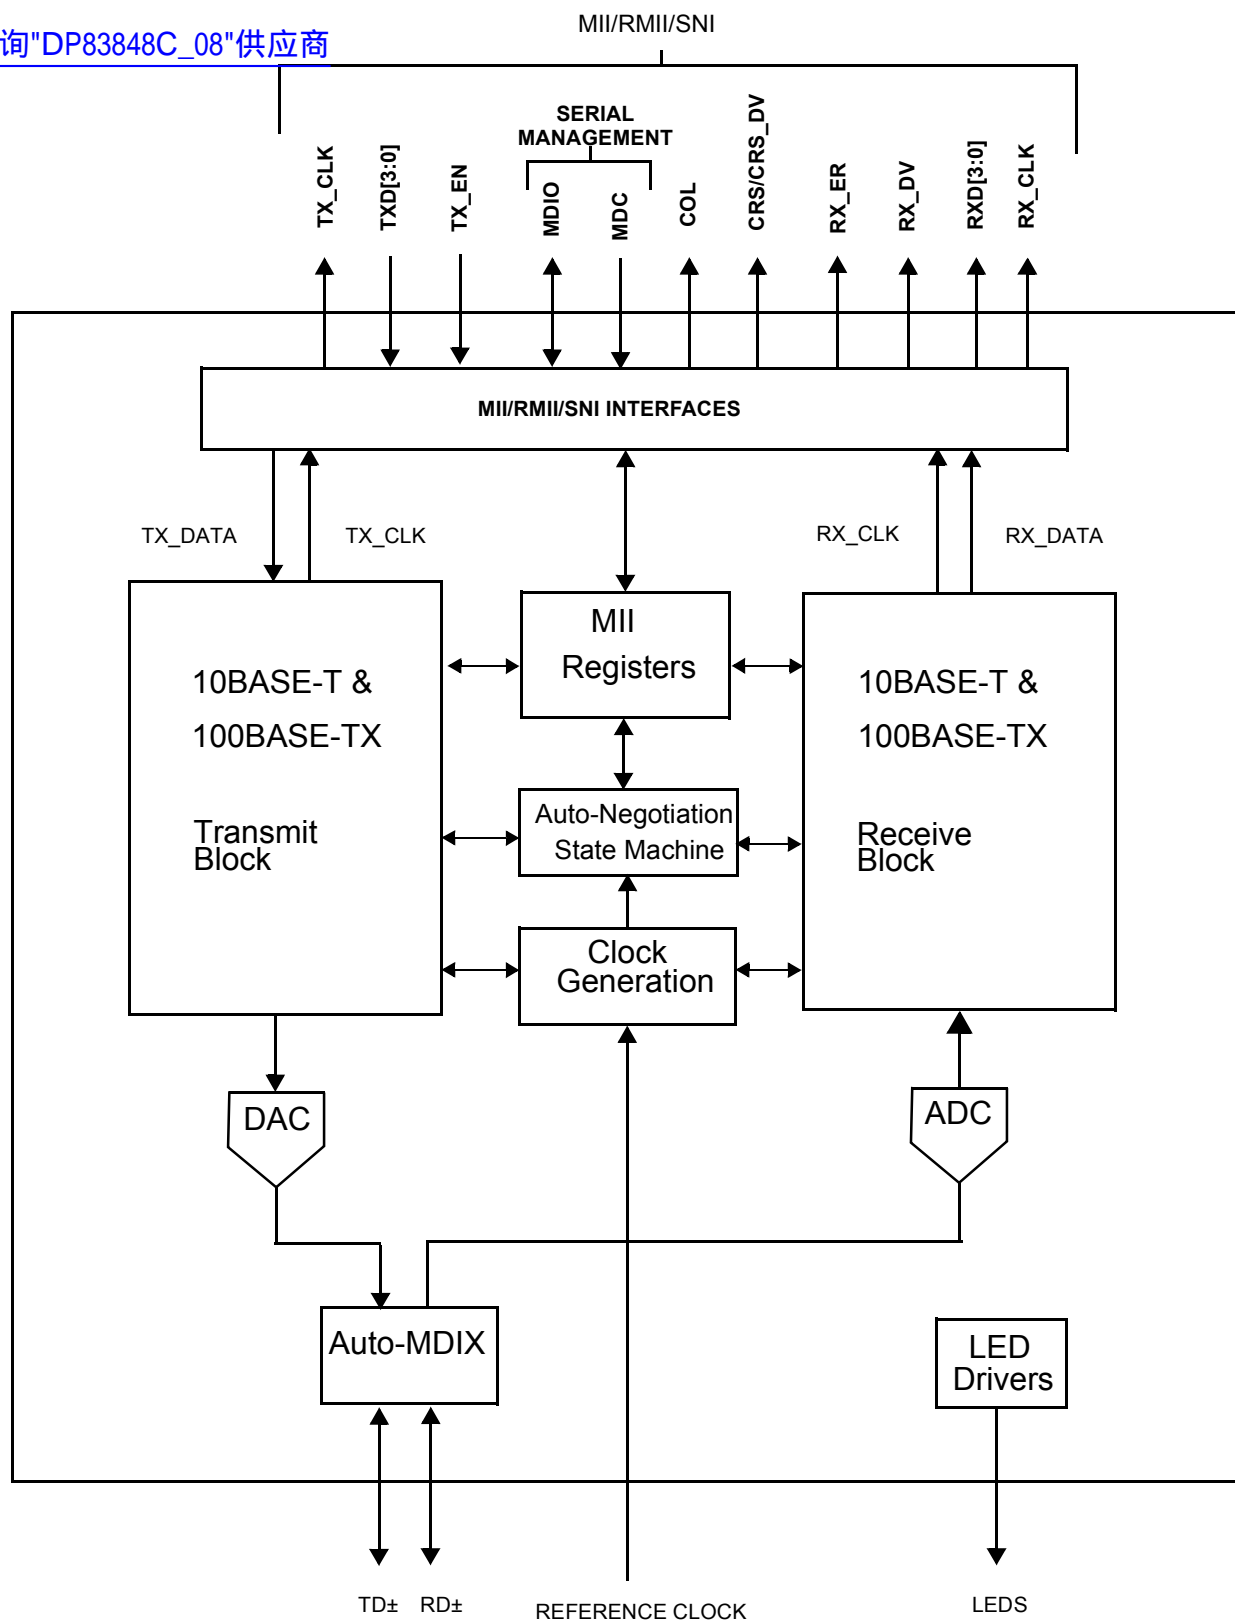 MII/RMII/SNI
询"DP83848C_08"供应商
SERIAL
MANAGEMENT
TX_CLK
TXD[3:0]
TX_EN
MDIO
MDC
COL
CRS/CRS_DV
RX_ER
RX_DV
RXD[3:0]
RX_CLK
MII/RMII/SNI INTERFACES
TX_DATA
TX_CLK
RX_CLK
RX_DATA
10BASE-T &
100BASE-TX
Transmit
Block
MII
Registers
Auto-Negotiation
State Machine
Clock
Generation
10BASE-T &
100BASE-TX
Receive
Block
DAC
ADC
Auto-MDIX
LED
Drivers
TD±
RD±
REFERENCE CLOCK
LEDS